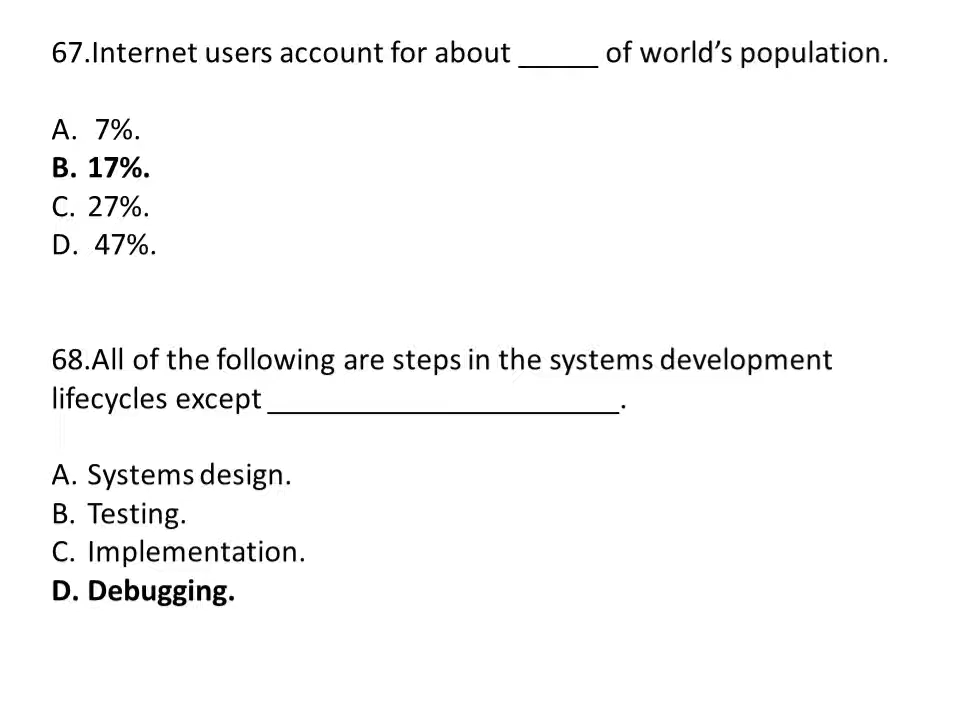 67.Internet users account for about _____ of world's population.
A. 7%.
B. 17%.
C. 27%.
D. 47%.
68.All of the following are steps in the systems development
lifecycles except ______________________.
A. Systems design.
B. Testing.
C. Implementation.
D. Debugging.